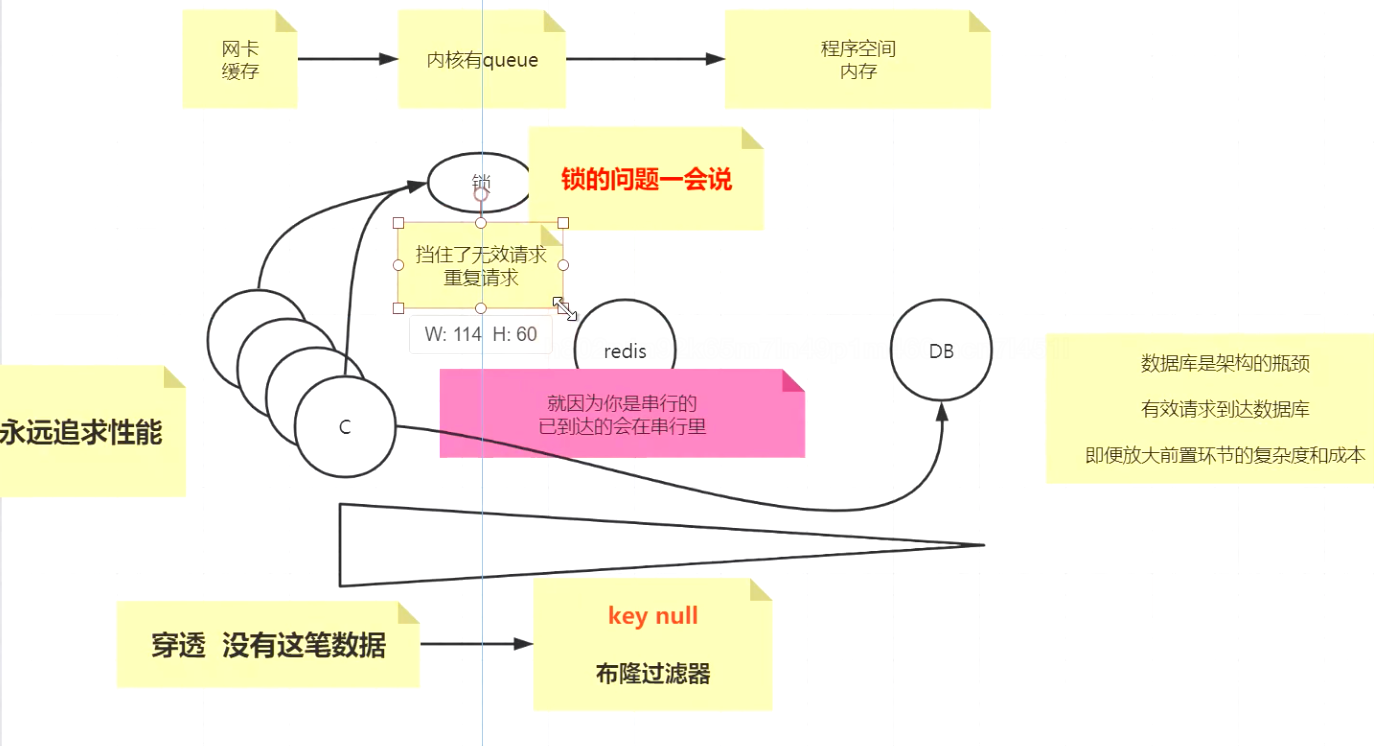 网卡
缓存
内核有queue
程序空间
内存
锁
锁的问题一会说
挡住了无效请求
重复请求
W: 114 H: 60
redis
DB
数据库是架构的瓶颈
有效请求到达数据库
即便放大前置环节的复杂度和成本
就因为你是串行的
已到达的会在串行里
C
永远追求性能
穿透 没有这笔数据
key null
布隆过滤器